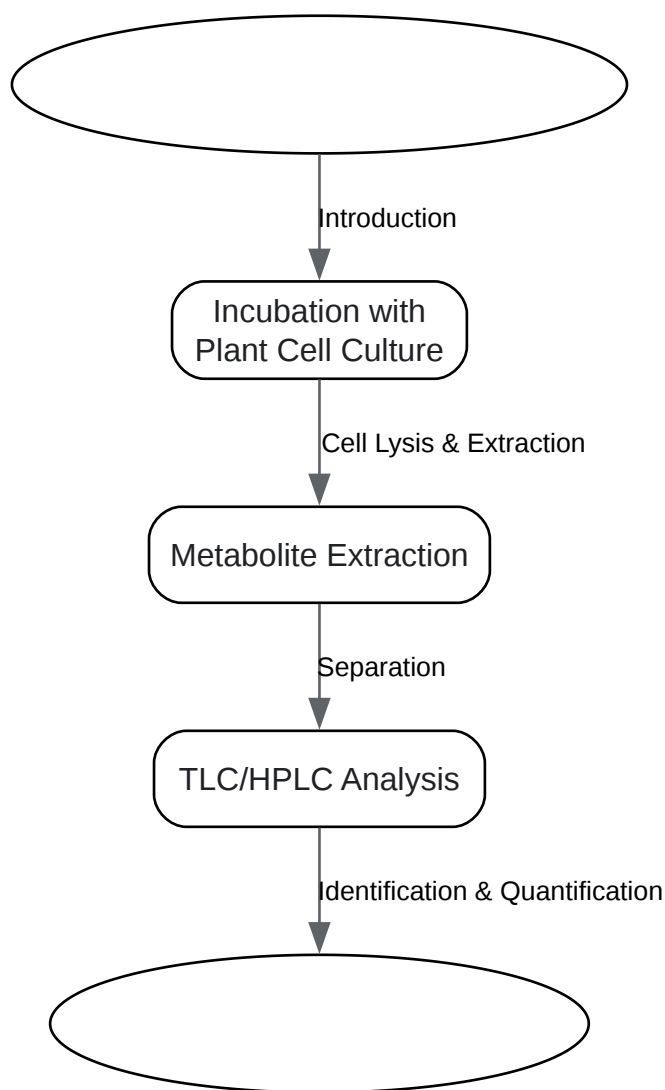 Introduction
Incubation with
Plant Cell Culture
Cell Lysis & Extraction
Metabolite Extraction
Separation
TLC/HPLC Analysis
Identification & Quantification